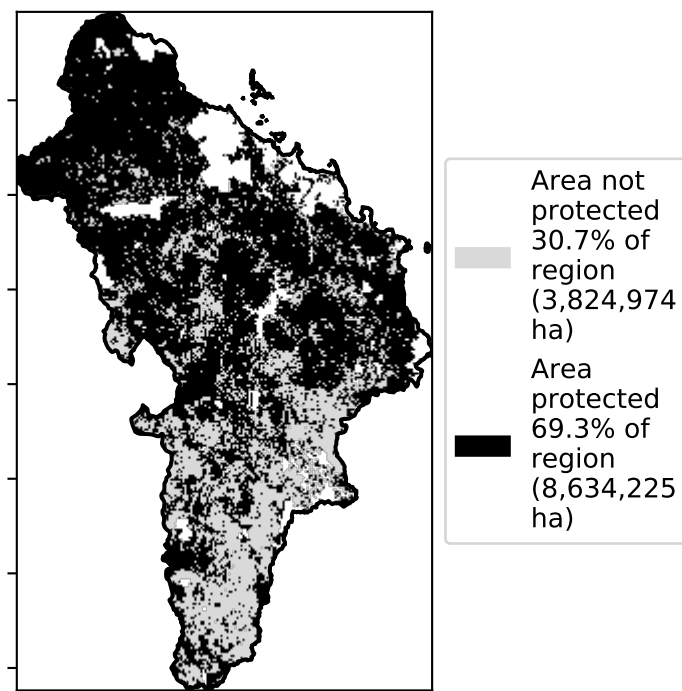 Area not
protected
30.7% of
region
(3,824,974
ha)
Area
protected
69.3% of
region
(8,634,225
ha)